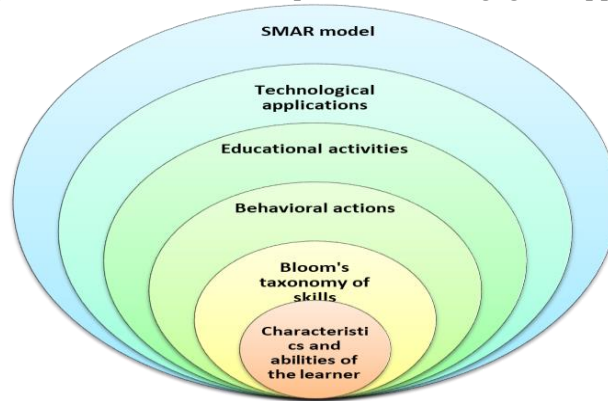 SMAR model
Technological
applications
Educational activities
Behavioral actions
Bloom's
taxonomy of
skills
Characteristi
cs and
abilities of
the learner